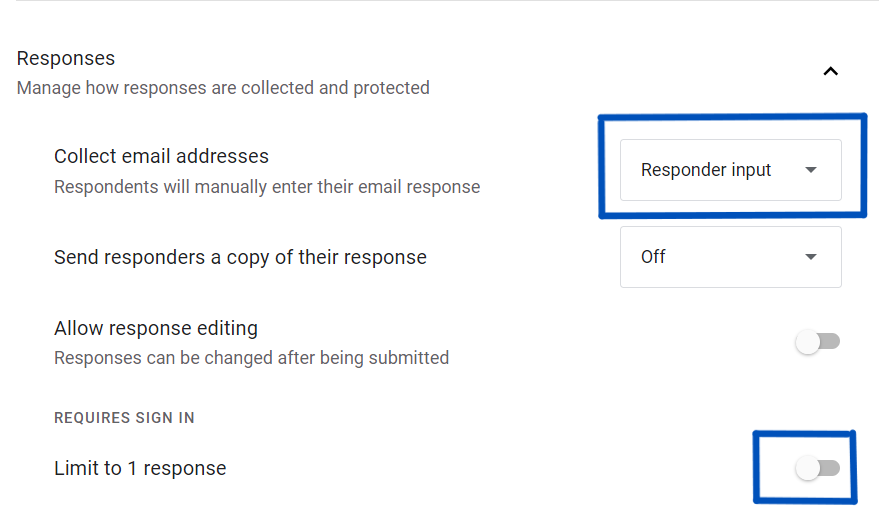 Responses
Manage how responses are collected and protected
Collect email addresses
Respondents will manually enter their email response
Responder input
Send responders a copy of their response
Off
Allow response editing
Responses can be changed after being submitted
REQUIRES SIGN IN
Limit to 1 response